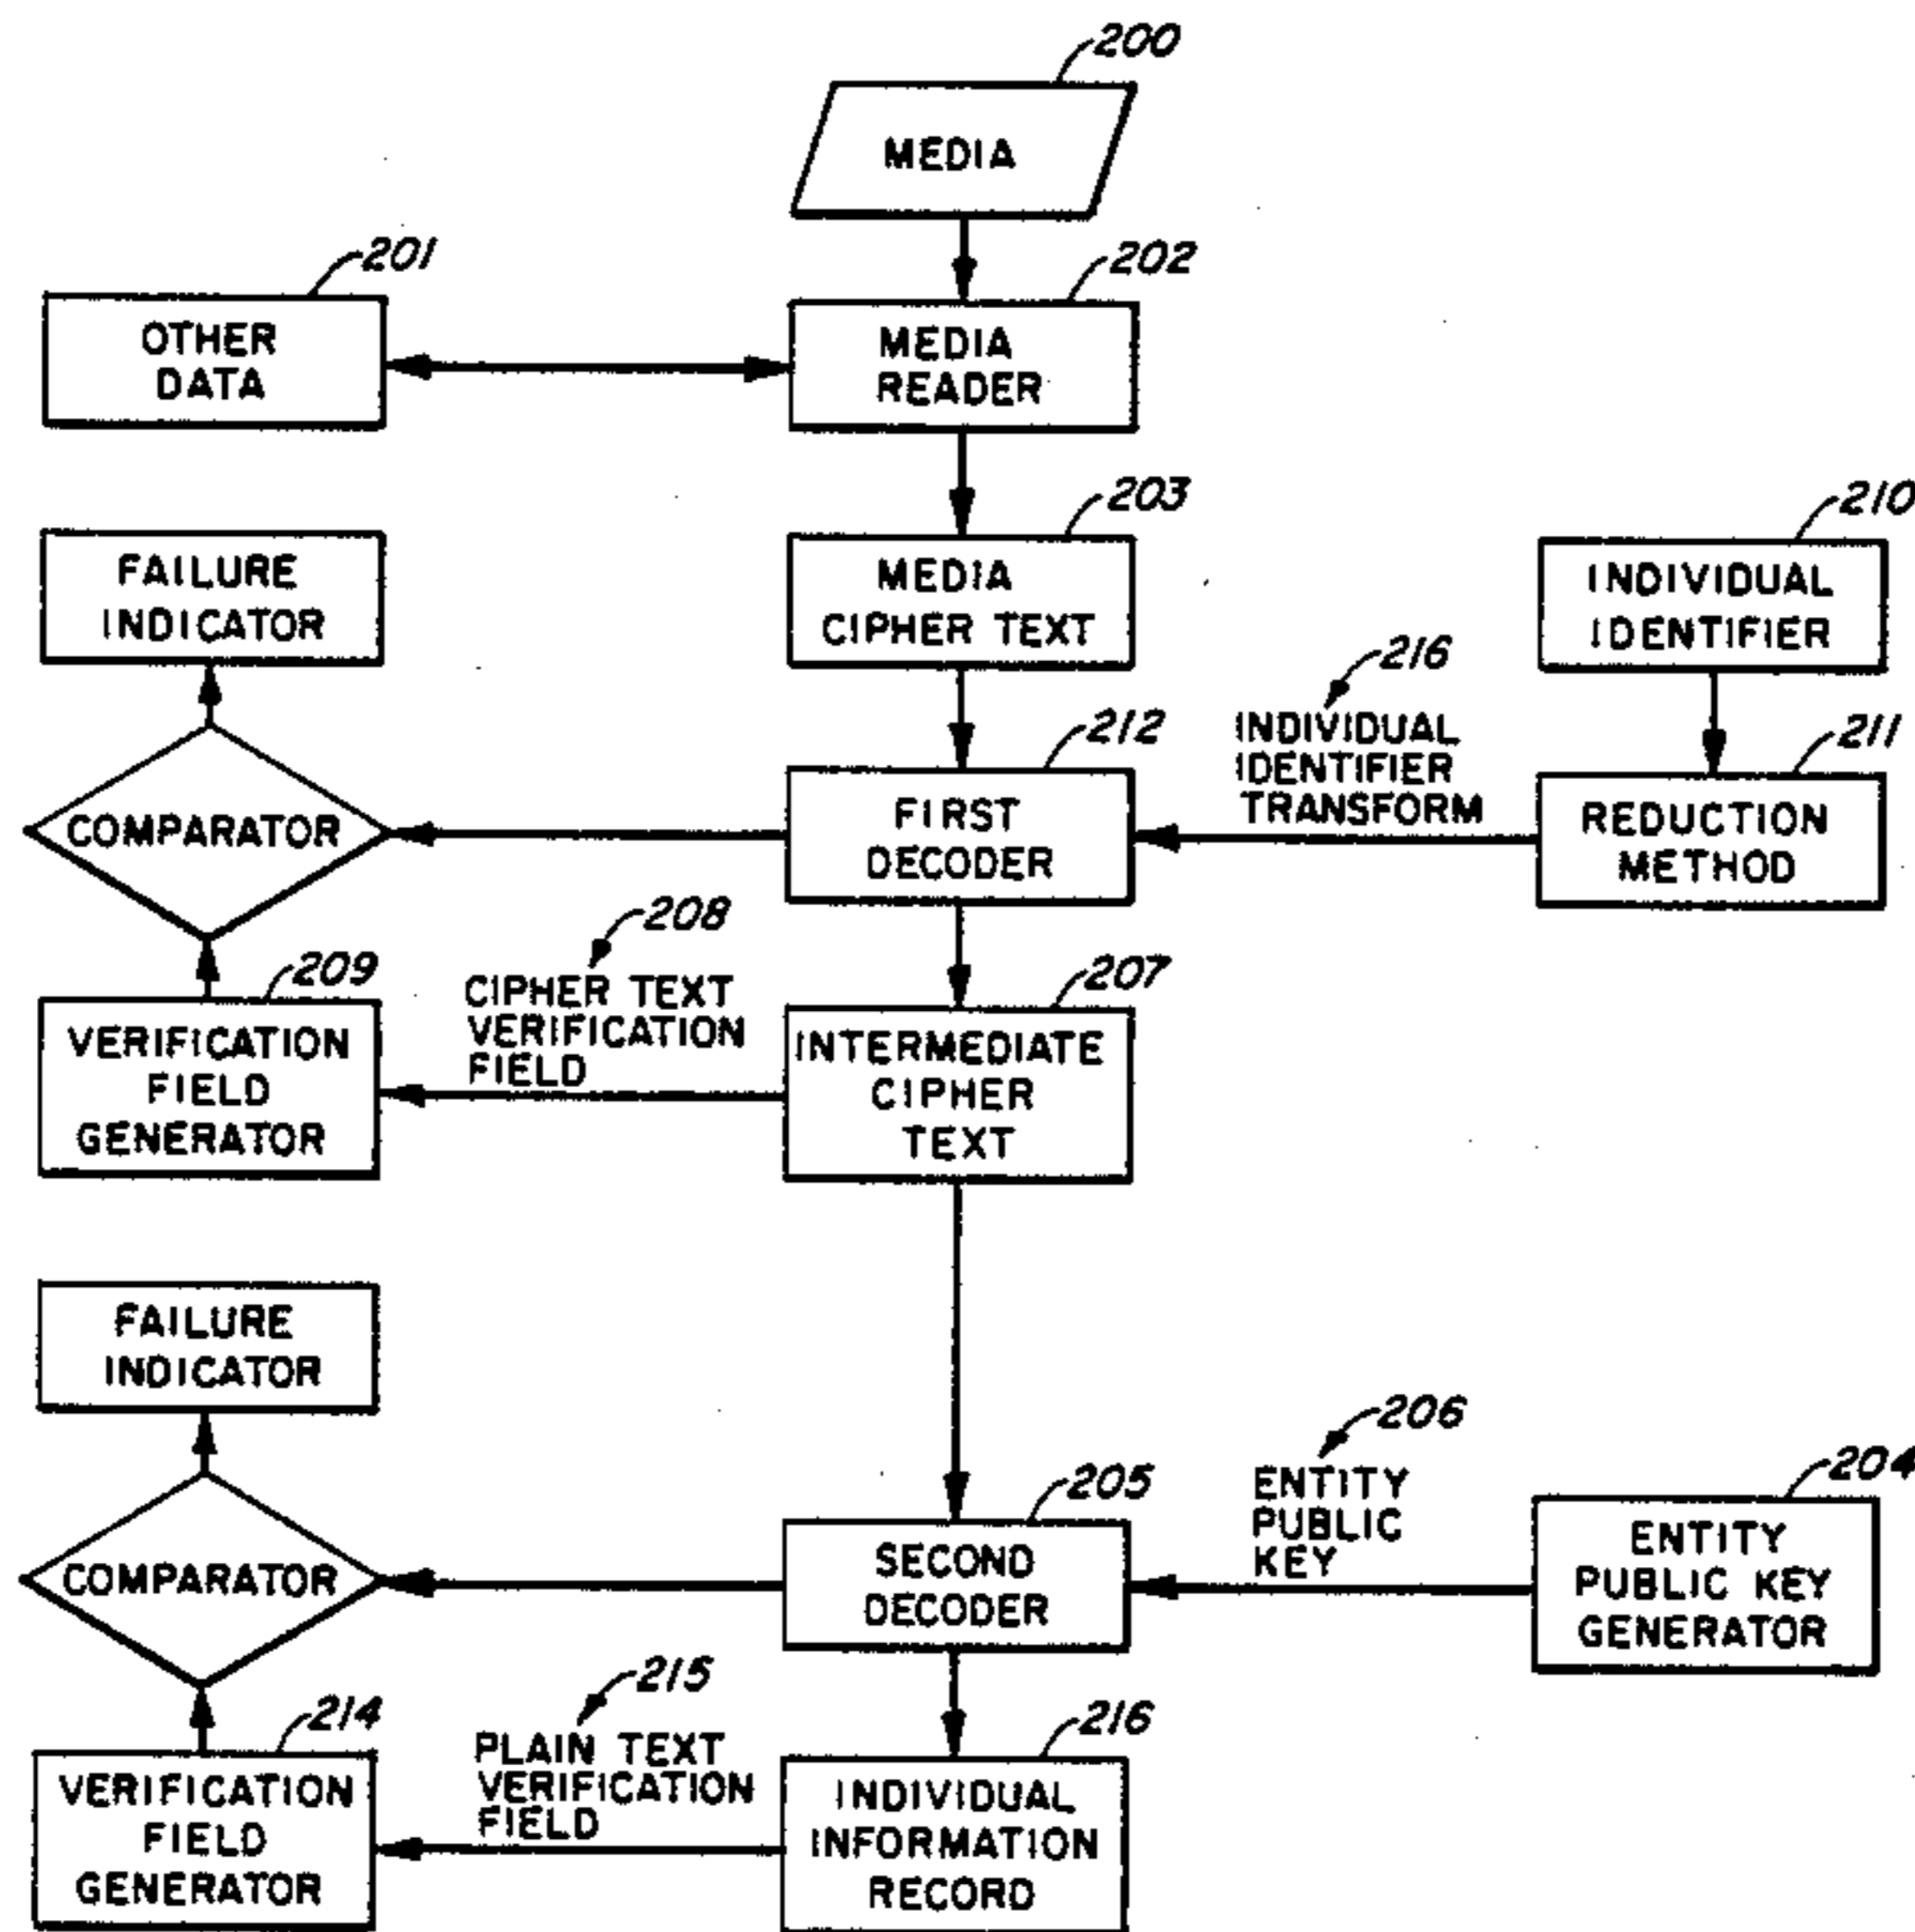 200
MEDIA
201
202
OTHER
DATA
MEDIA
READER
203
210
FAILURE
INDICATOR
MEDIA
CIPHER TEXT
INDIVIDUAL
IDENTIFIER
216
INDIVIDUAL
IDENTIFIER
TRANSFORM
212
211
COMPARATOR
FIRST
DECODER
REDUCTION
METHOD
208
CIPHER TEXT
VERIFICATION
FIELD
209
207
VERIFICATION
FIELD
GENERATOR
INTERMEDIATE
CIPHER
TEXT
FAILURE
INDICATOR
206
ENTITY
PUBLIC
KEY
205
204
COMPARATOR
SECOND
DECODER
ENTITY
PUBLIC KEY
GENERATOR
215
PLAIN TEXT
VERIFICATION
FIELD
214
216
VERIFICATION
FIELD
GENERATOR
INDIVIDUAL
INFORMATION
RECORD